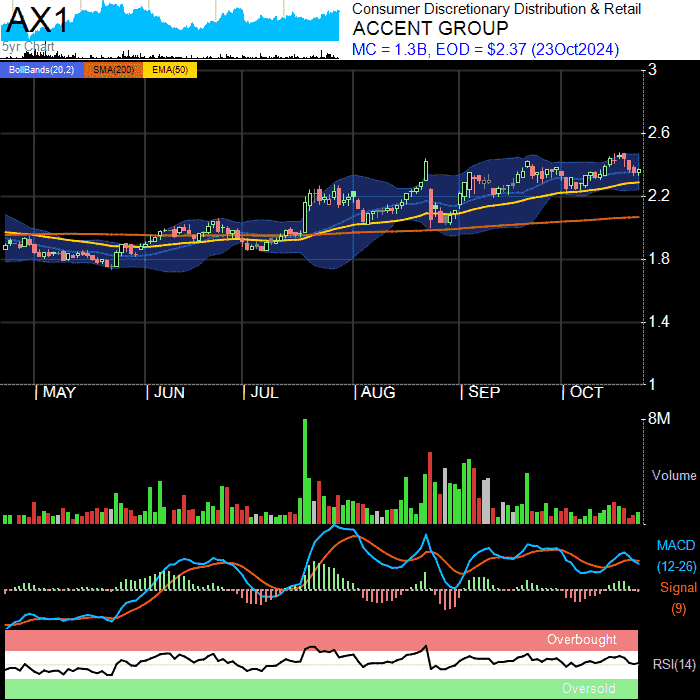 AX1
5yr Chart
Consumer Discretionary Distribution & Retail
ACCENT GROUP
MC = 1.3B, EOD = $2.37 (23Oct2024)
BollBands(20,2) SMA(200) EMA(50)
3
2.6
2.2
1.8
1.4
1
MAY JUN JUL AUG SEP OCT
8M
Volume
MACD
(12-26)
Signal
(9)
Overbought
RSI(14)
Oversold